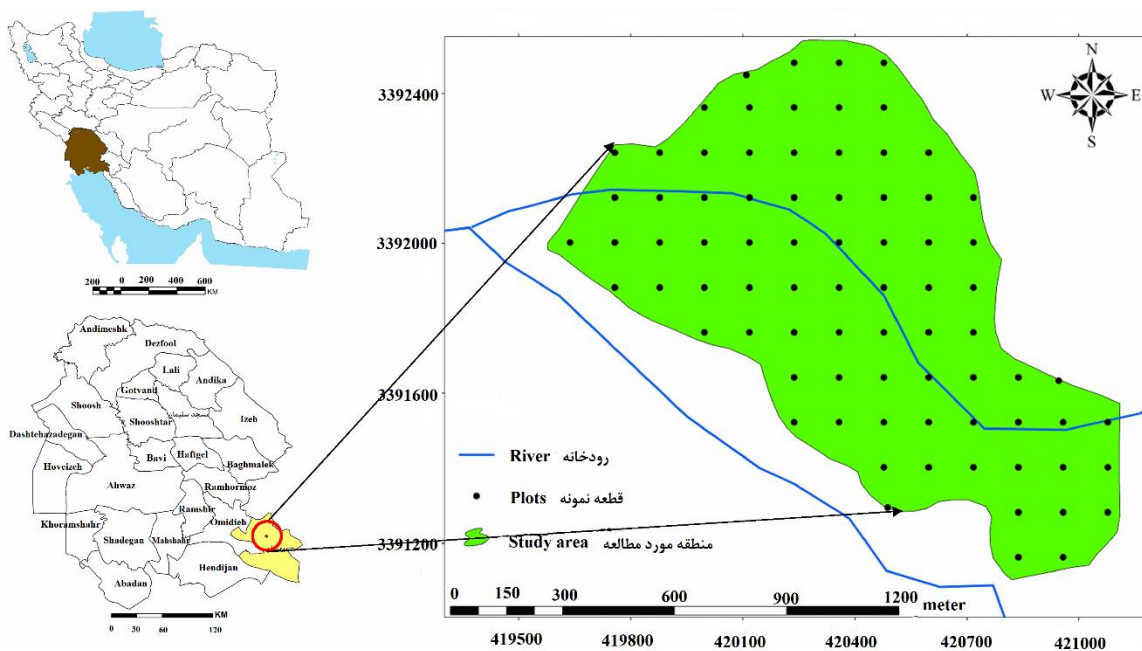 200 0 200 400 600
KM
Andimeshk
Dezfool
Lali
Andika
Gotvand
Shoosh
Shooshtar
مسجد سلیمان
Izeh
Dashtehazadegan
Hoveizeh
Bavi
Haftgel
Baghmalek
Ahwaz
Ramhormoz
Ramshir
Omidieh
Khoramshahr
Shadegan
Mahshahr
Hendijan
Abadan
KM
0 30 60 120
N
W E
S
3392400
3392000
3391600
3391200
River رودخانه
Plots قطعه نمونه
Study area منطقه مورد مطالعه
0 150 300 600 900 1200
meter
419500 419800 420100 420400 420700 421000